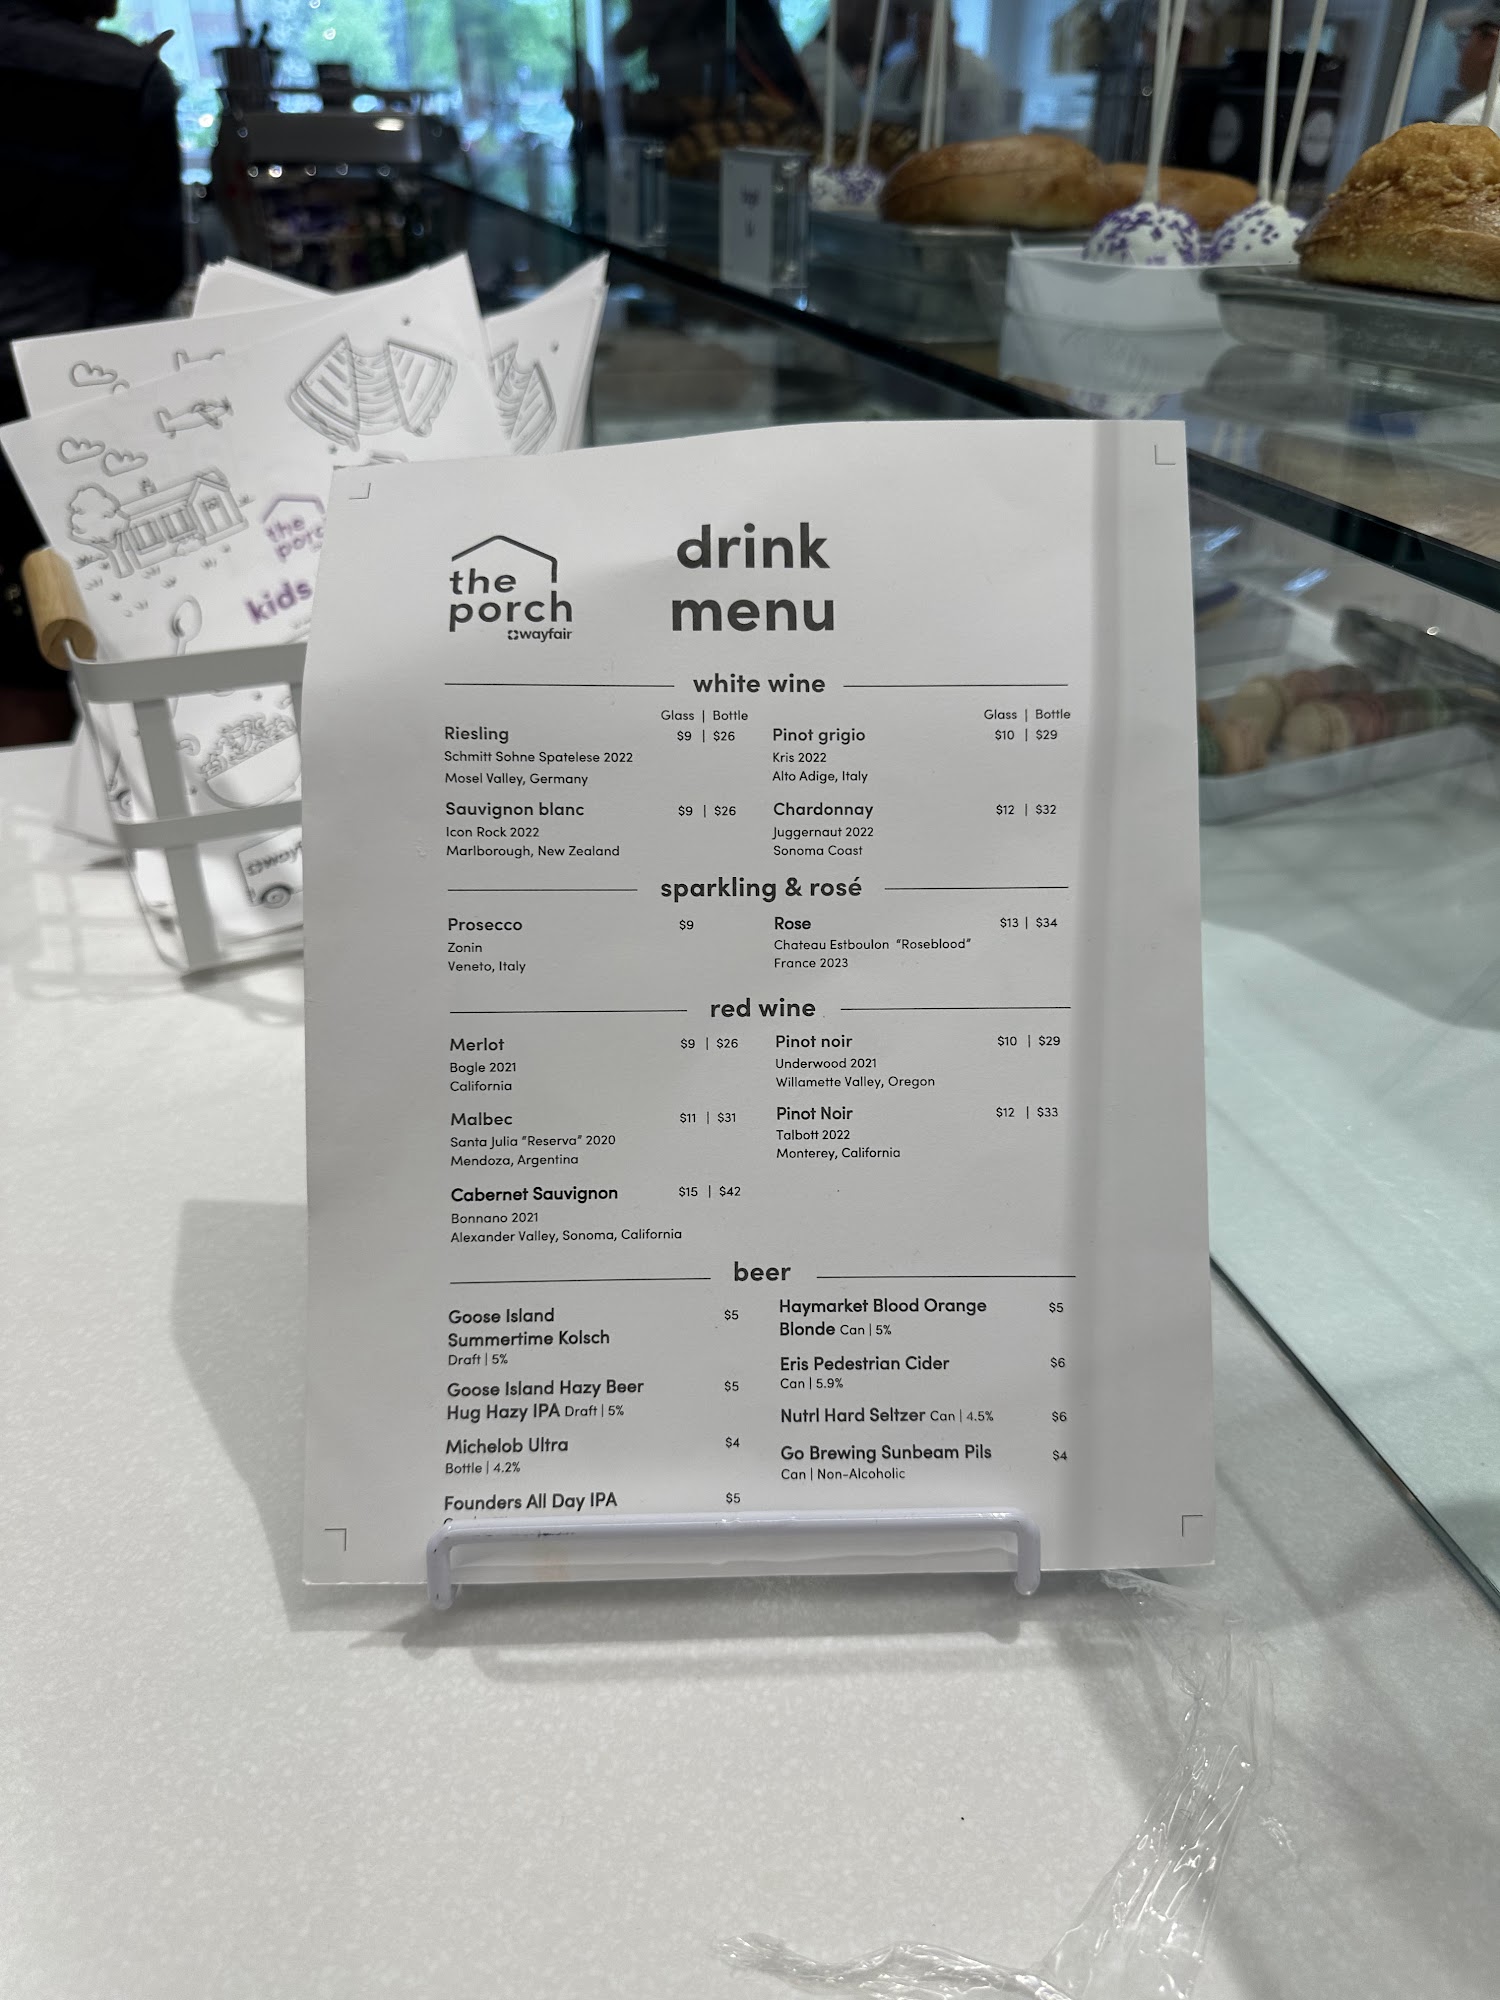 the
porch
wayfair
drink
menu
white wine
Glass | Bottle
Riesling $9 | $26
Schmitt Sohne Spatelese 2022
Mosel Valley, Germany
Sauvignon blanc $9 | $26
Icon Rock 2022
Marlborough, New Zealand
Glass | Bottle
Pinot grigio $10 | $29
Kris 2022
Alto Adige, Italy
Chardonnay $12 | $32
Juggernaut 2022
Sonoma Coast
sparkling & rosé
Prosecco $9
Zonin
Veneto, Italy
Rose $13 | $34
Chateau Estboulon "Roseblood"
France 2023
red wine
Merlot $9 | $26
Bogle 2021
California
Malbec $11 | $31
Santa Julia "Reserva" 2020
Mendoza, Argentina
Cabernet Sauvignon $15 | $42
Bonnano 2021
Alexander Valley, Sonoma, California
Pinot noir $10 | $29
Underwood 2021
Willamette Valley, Oregon
Pinot Noir $12 | $33
Talbott 2022
Monterey, California
beer
Goose Island $5
Summertime Kolsch
Draft | 5%
Goose Island Hazy Beer $5
Hug Hazy IPA Draft | 5%
Michelob Ultra $4
Bottle | 4.2%
Founders All Day IPA $5
Haymarket Blood Orange $5
Blonde Can | 5%
Eris Pedestrian Cider $6
Can | 5.9%
Nutrl Hard Seltzer Can | 4.5% $6
Go Brewing Sunbeam Pils $4
Can | Non-Alcoholic
the
kids